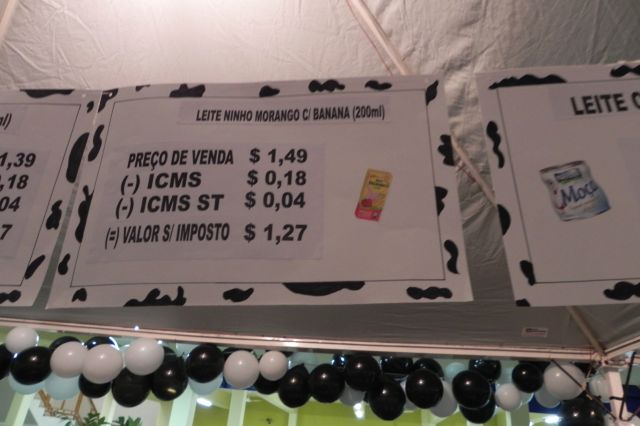 LEITE NINHO MORANGO C/ BANANA (200ml)
PREÇO DE VENDA $ 1,49
(-) ICMS $ 0,18
(-) ICMS ST $ 0,04
(=) VALOR S/ IMPOSTO $ 1,27
1,39
,18
,04
,27
LEITE C
Moça